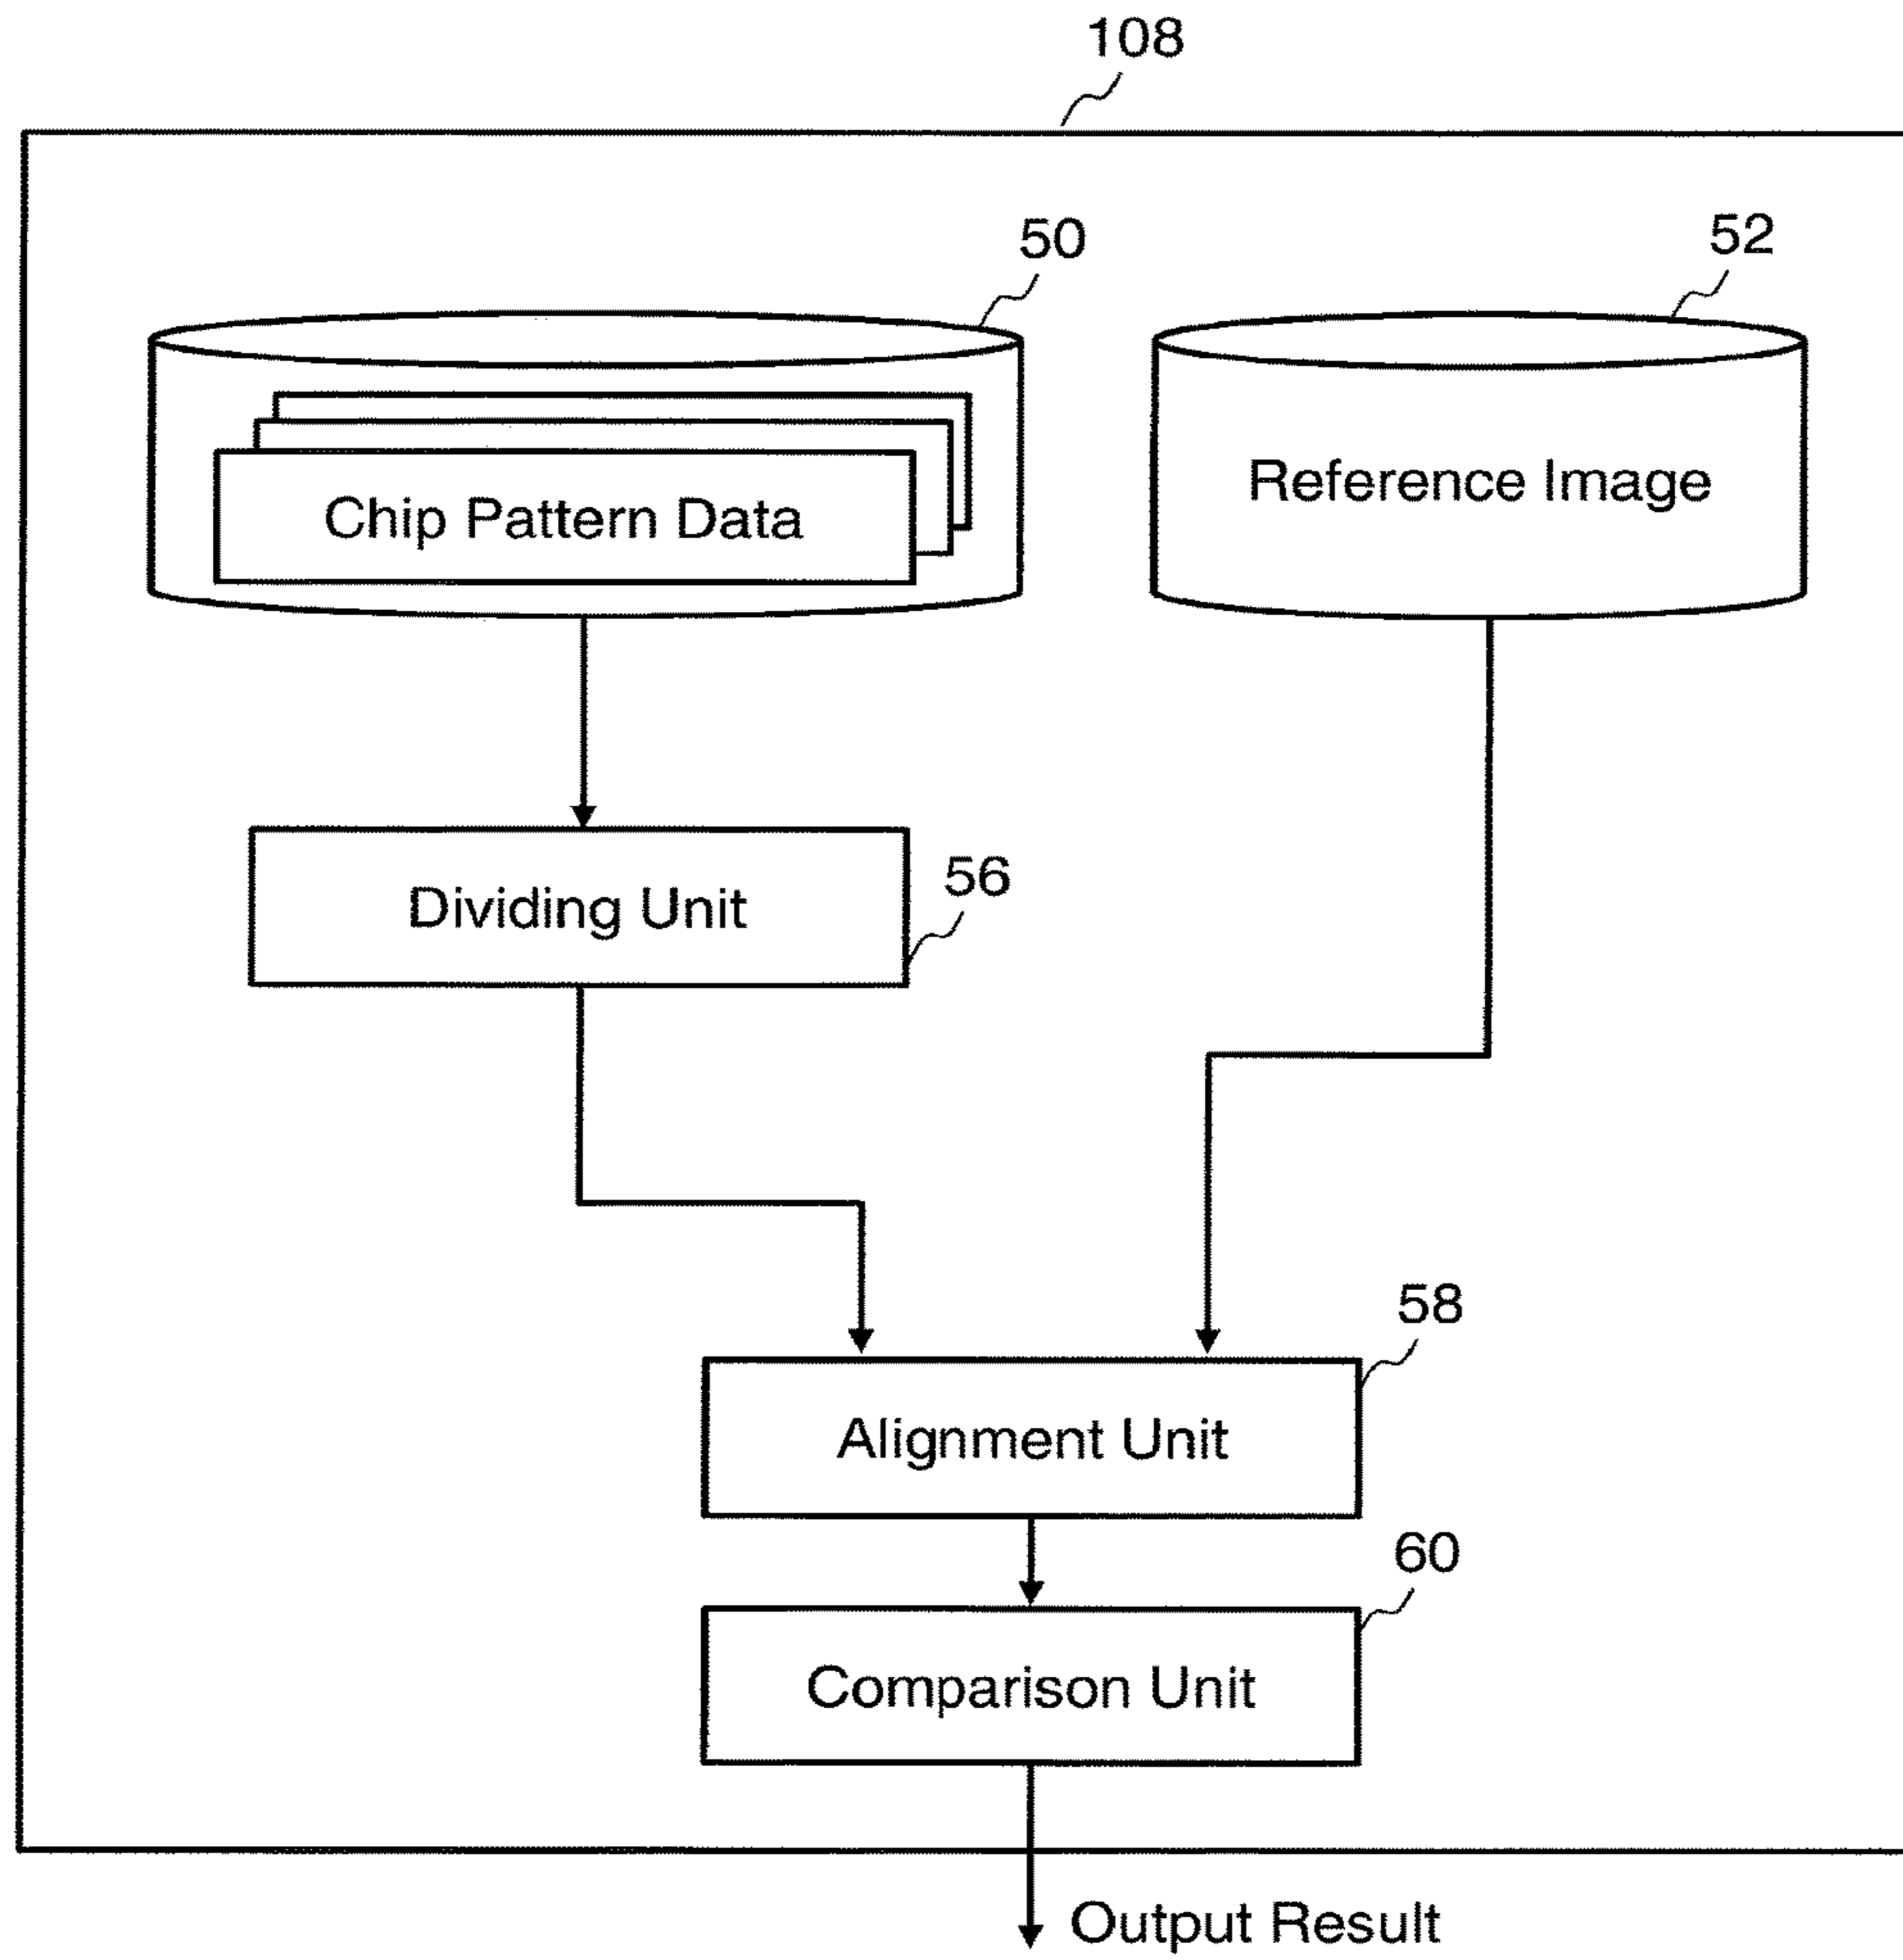 108
50
52
Chip Pattern Data
Reference Image
Dividing Unit
56
58
Alignment Unit
60
Comparison Unit
Output Result